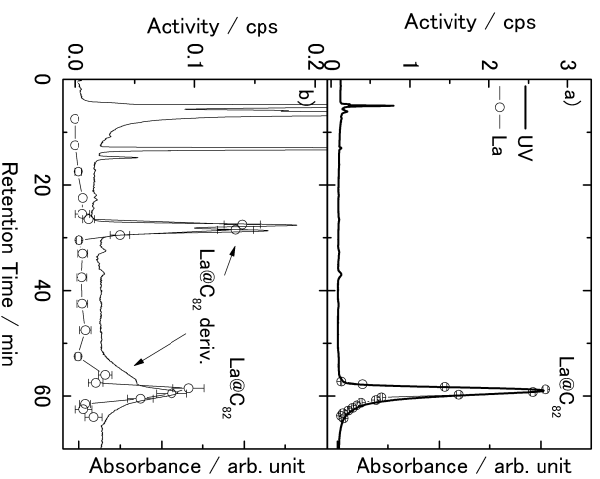 Activity / cps
Activity / cps
0.0
0.1
0.2
0
1
2
3
a)
UV
La
La@C82
b)
La@C82 deriv.
La@C82
0
20
40
60
Retention Time / min
Absorbance / arb. unit
Absorbance / arb. unit